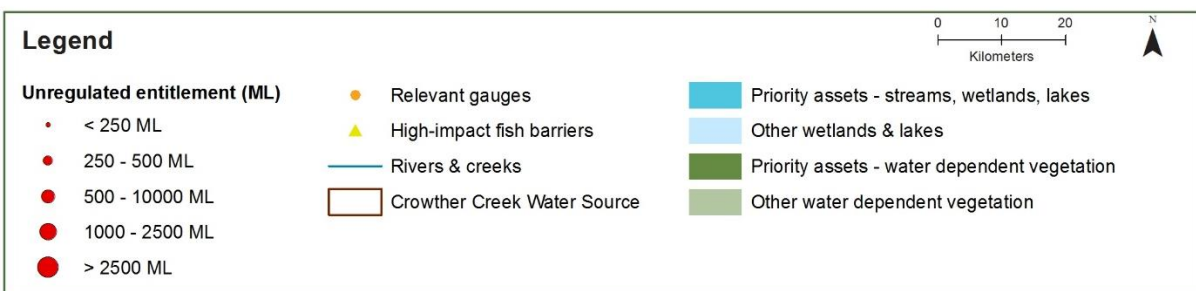 Legend
0 10 20
Kilometers
N
Unregulated entitlement (ML)
< 250 ML
250 - 500 ML
500 - 10000 ML
1000 - 2500 ML
> 2500 ML
Relevant gauges
High-impact fish barriers
Rivers & creeks
Crowther Creek Water Source
Priority assets - streams, wetlands, lakes
Other wetlands & lakes
Priority assets - water dependent vegetation
Other water dependent vegetation